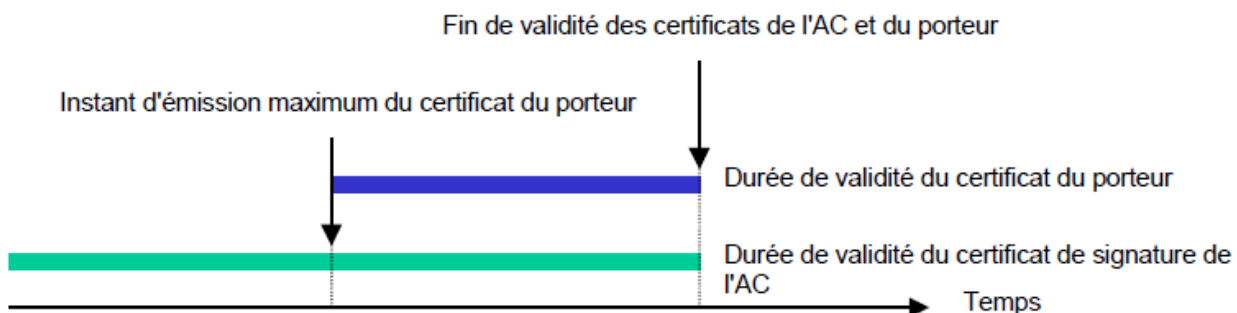 Fin de validité des certificats de l'AC et du porteur
Instant d'émission maximum du certificat du porteur
Durée de validité du certificat du porteur
Durée de validité du certificat de signature de
l'AC
Temps